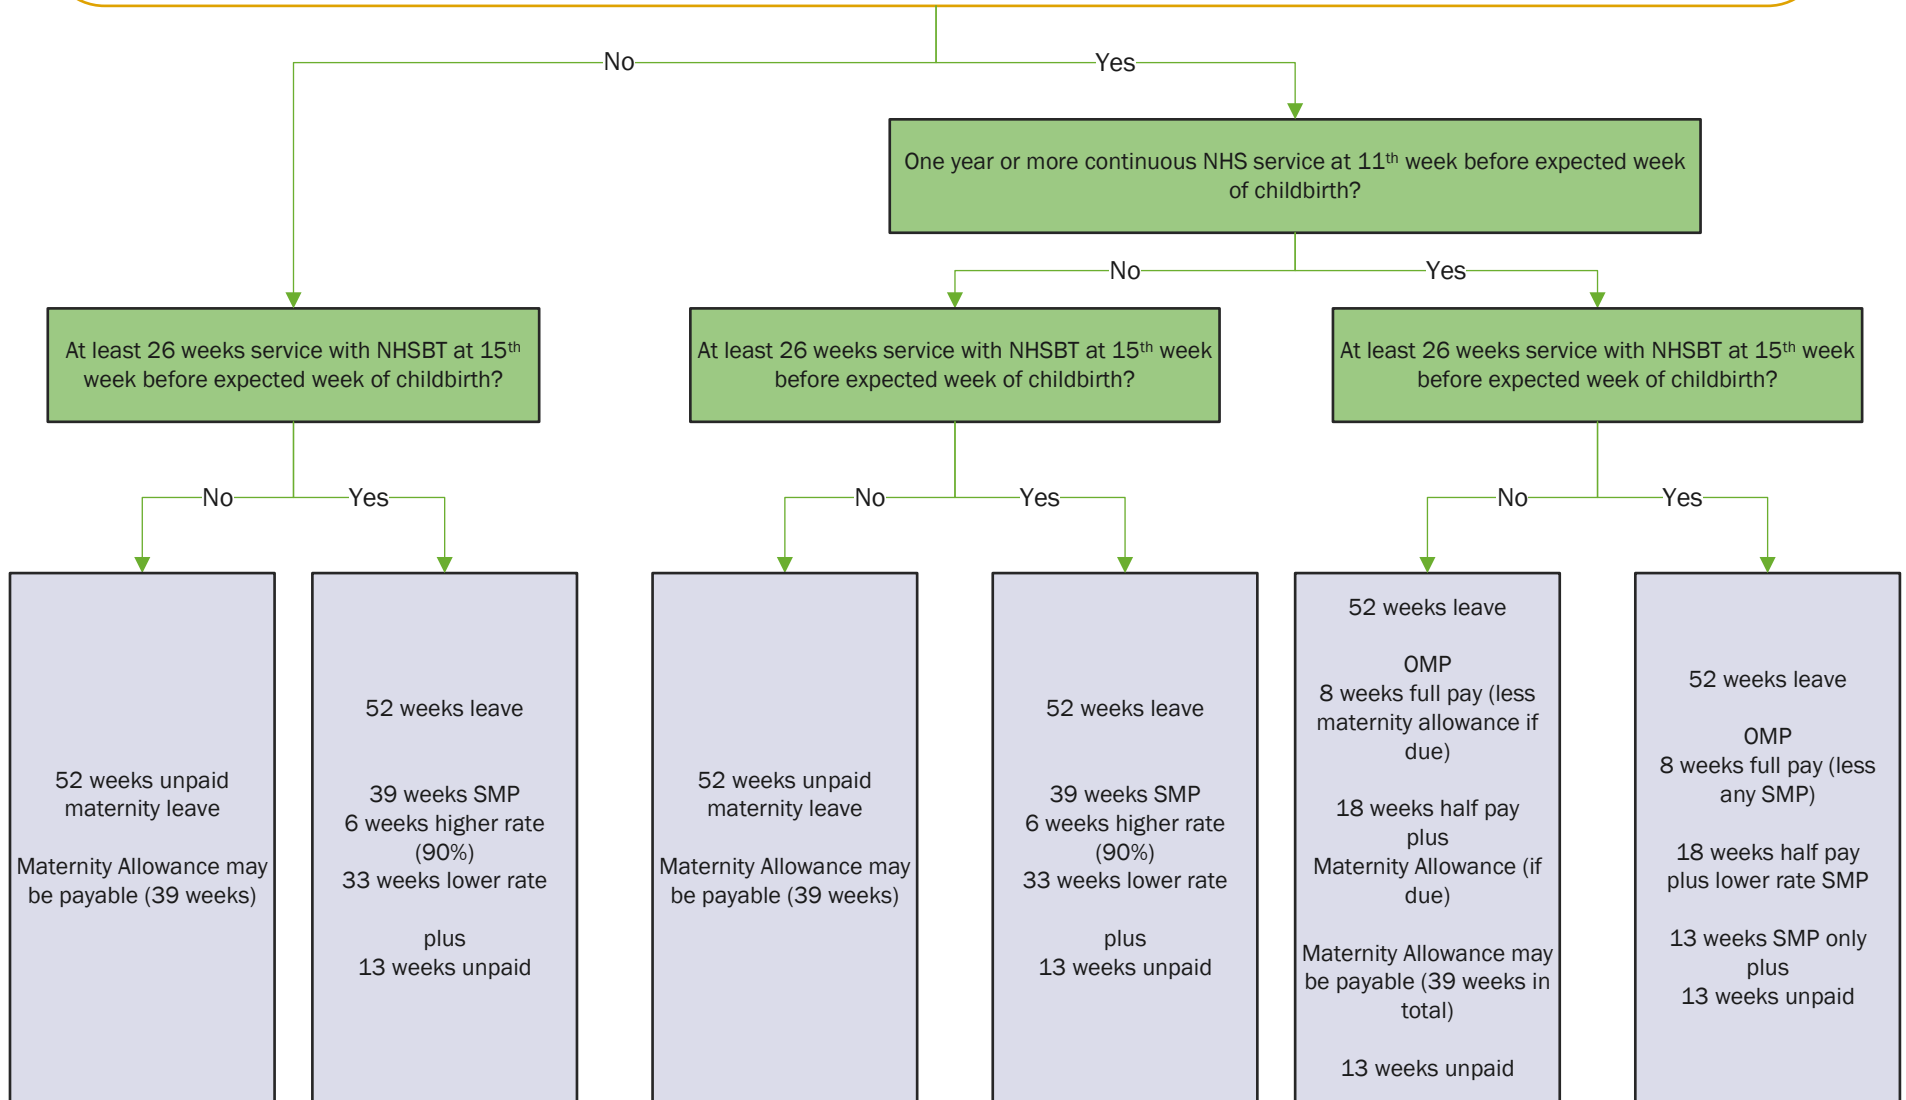 No
Yes
One year or more continuous NHS service at 11th week before expected week
of childbirth?
No
Yes
At least 26 weeks service with NHSBT at 15th
week before expected week of childbirth?
At least 26 weeks service with NHSBT at 15th week
before expected week of childbirth?
At least 26 weeks service with NHSBT at 15th week
before expected week of childbirth?
No
Yes
No
Yes
No
Yes
52 weeks unpaid
maternity leave
Maternity Allowance may
be payable (39 weeks)
52 weeks leave
39 weeks SMP
6 weeks higher rate
(90%)
33 weeks lower rate
plus
13 weeks unpaid
52 weeks unpaid
maternity leave
Maternity Allowance may
be payable (39 weeks)
52 weeks leave
39 weeks SMP
6 weeks higher rate
(90%)
33 weeks lower rate
plus
13 weeks unpaid
52 weeks leave
OMP
8 weeks full pay (less
maternity allowance if
due)
18 weeks half pay
plus
Maternity Allowance (if
due)
Maternity Allowance may
be payable (39 weeks in
total)
13 weeks unpaid
52 weeks leave
OMP
8 weeks full pay (less
any SMP)
18 weeks half pay
plus lower rate SMP
13 weeks SMP only
plus
13 weeks unpaid